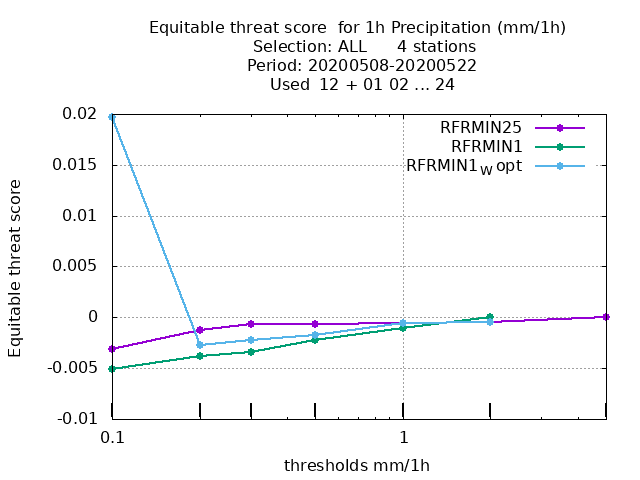 Equitable threat score  for 1h Precipitation (mm/1h)
Selection: ALL      4 stations
Period: 20200508-20200522
Used  12 + 01 02 ... 24
RFRMIN25
RFRMIN1
RFRMIN1W opt
0.02
0.015
0.01
0.005
0
-0.005
-0.01
Equitable threat score
0.1
1
thresholds mm/1h